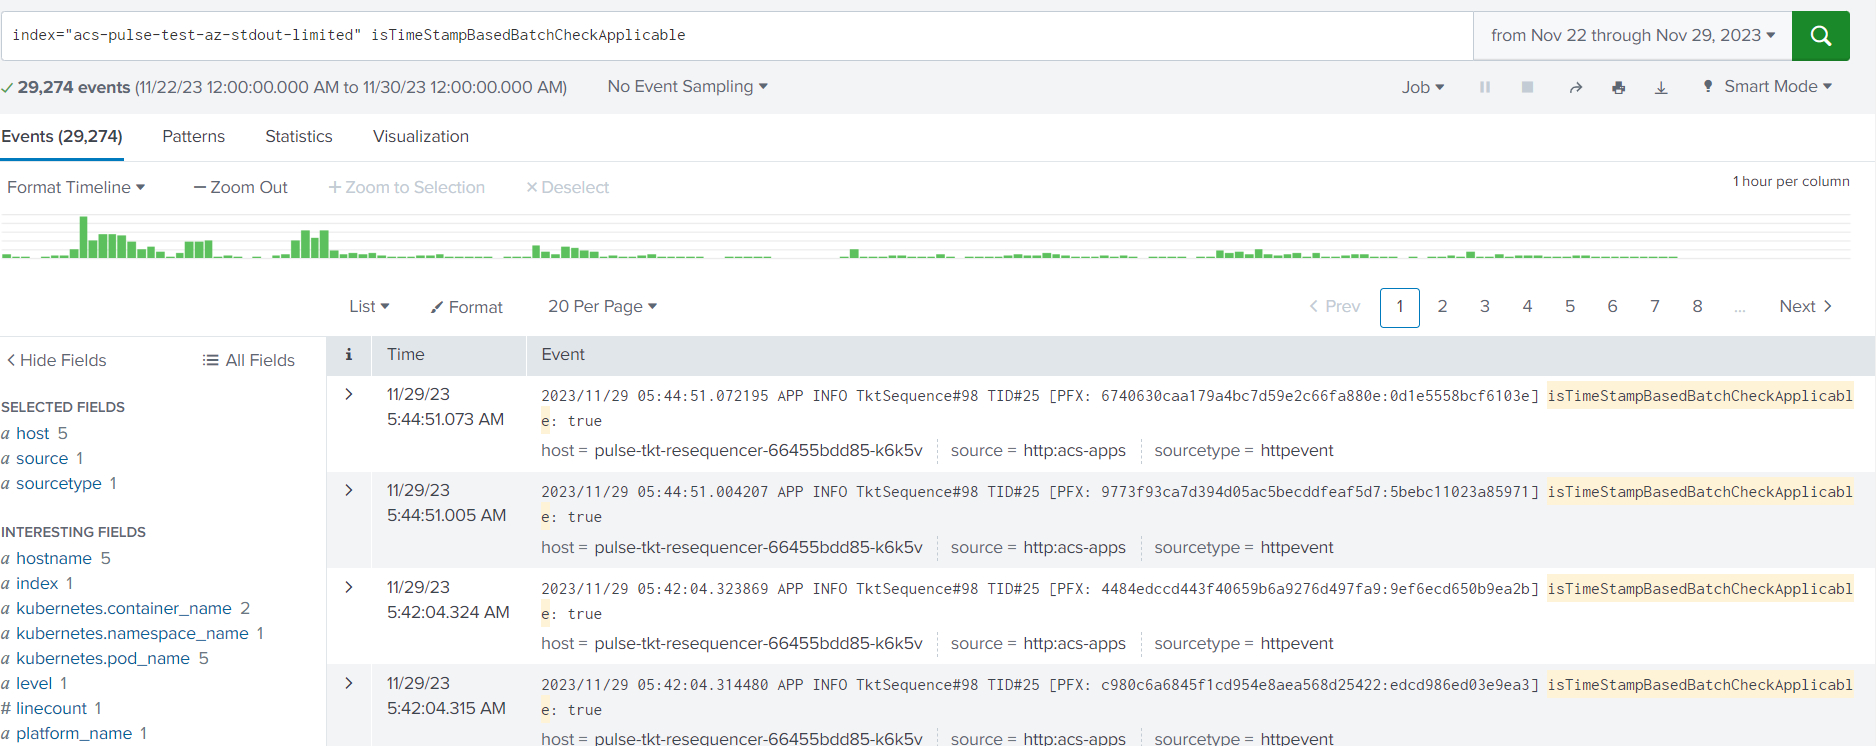 index="acs-pulse-test-az-stdout-limited" isTimeStampBasedBatchCheckApplicable
from Nov 22 through Nov 29, 2023
29,274 events (11/22/23 12:00:00.000 AM to 11/30/23 12:00:00.000 AM)
No Event Sampling
Job
Smart Mode
Events (29,274)
Patterns
Statistics
Visualization
Format Timeline
— Zoom Out
+ Zoom to Selection
× Deselect
1 hour per column
List
Format
20 Per Page
< Prev
1
2
3
4
5
6
7
8
...
Next >
< Hide Fields
All Fields
SELECTED FIELDS
a host 5
a source 1
a sourcetype 1
INTERESTING FIELDS
a hostname 5
a index 1
a kubernetes.container_name 2
a kubernetes.namespace_name 1
a kubernetes.pod_name 5
a level 1
# linecount 1
a platform_name 1
i
Time
Event
11/29/23
5:44:51.073 AM
2023/11/29 05:44:51.072195 APP INFO TktSequence#98 TID#25 [PFX: 6740630caa179a4bc7d59e2c66fa880e:0d1e5558bcf6103e] isTimeStampBasedBatchCheckApplicabl
e: true
host = pulse-tkt-resequencer-66455bdd85-k6k5v source = http:acs-apps sourcetype = httpevent
11/29/23
5:44:51.005 AM
2023/11/29 05:44:51.004207 APP INFO TktSequence#98 TID#25 [PFX: 9773f93ca7d394d05ac5becddfeaf5d7:5bebc11023a85971] isTimeStampBasedBatchCheckApplicabl
e: true
host = pulse-tkt-resequencer-66455bdd85-k6k5v source = http:acs-apps sourcetype = httpevent
11/29/23
5:42:04.324 AM
2023/11/29 05:42:04.323869 APP INFO TktSequence#98 TID#25 [PFX: 4484edccd443f40659b6a9276d497fa9:9ef6ecd650b9ea2b] isTimeStampBasedBatchCheckApplicabl
e: true
host = pulse-tkt-resequencer-66455bdd85-k6k5v source = http:acs-apps sourcetype = httpevent
11/29/23
5:42:04.315 AM
2023/11/29 05:42:04.314480 APP INFO TktSequence#98 TID#25 [PFX: c980c6a6845f1cd954e8aea568d25422:edcd986ed03e9ea3] isTimeStampBasedBatchCheckApplicabl
e: true
host = pulse-tkt-resequencer-66455bdd85-k6k5v source = http:acs-apps sourcetype = httpevent